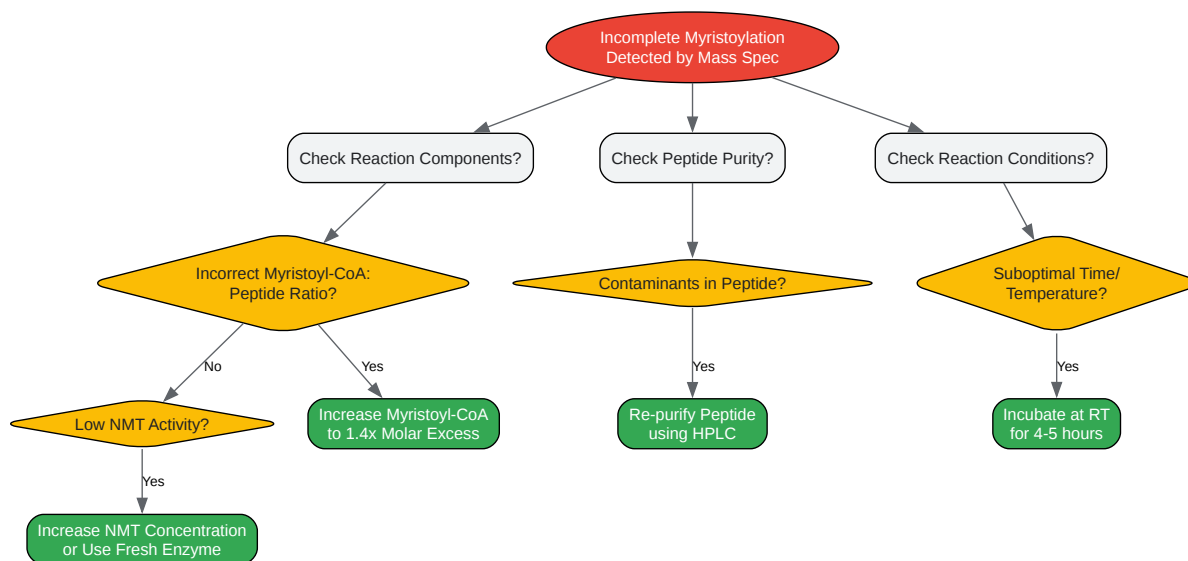 Incomplete Myristoylation
Detected by Mass Spec
Check Reaction Components?
Check Peptide Purity?
Check Reaction Conditions?
Incorrect Myristoyl-CoA:
Peptide Ratio?
Contaminants in Peptide?
Suboptimal Time/
Temperature?
No
Yes
Yes
Yes
Low NMT Activity?
Increase Myristoyl-CoA
to 1.4x Molar Excess
Re-purify Peptide
using HPLC
Incubate at RT
for 4-5 hours
Yes
Increase NMT Concentration
or Use Fresh Enzyme